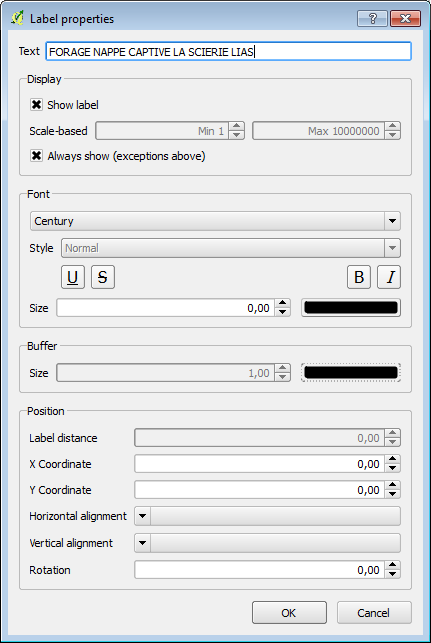 Label properties
Text FORAGE NAPPE CAPTIVE LA SCIERIE LIAS
Display
Show label
Scale-based Min 1 Max 10000000
Always show (exceptions above)
Font
Century
Style Normal
U S B I
Size 0,00
Buffer
Size 1,00
Position
Label distance 0,00
X Coordinate 0,00
Y Coordinate 0,00
Horizontal alignment
Vertical alignment
Rotation 0,00
OK Cancel